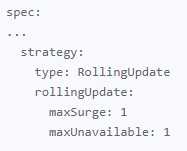 spec:
...
  strategy:
    type: RollingUpdate
    rollingUpdate:
      maxSurge: 1
      maxUnavailable: 1